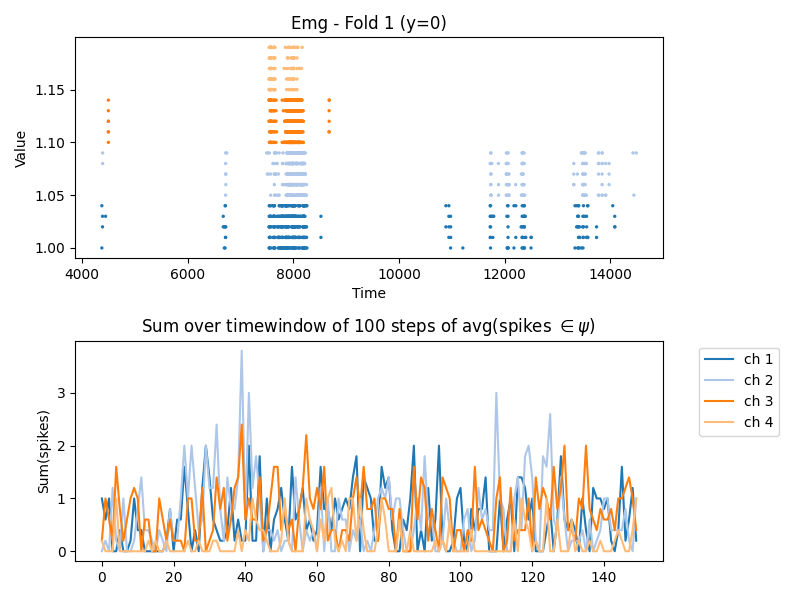 Emg - Fold 1 (y=0)
Value
1.15
1.10
1.05
1.00
4000 6000 8000 10000 12000 14000
Time
Sum over timewindow of 100 steps of avg(spikes ∈ ψ)
Sum(spikes)
3
2
1
0
0 20 40 60 80 100 120 140
ch 1
ch 2
ch 3
ch 4